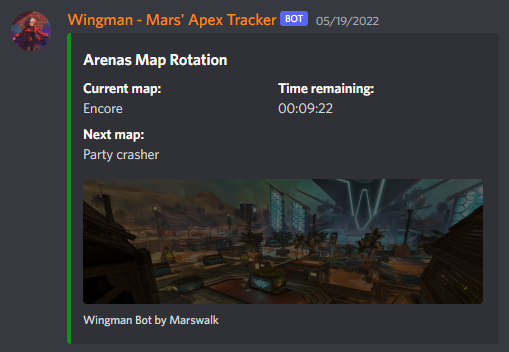 Wingman - Mars' Apex Tracker BOT 05/19/2022
Arenas Map Rotation
Current map: Time remaining:
Encore 00:09:22
Next map:
Party crasher
Wingman Bot by Marswalk